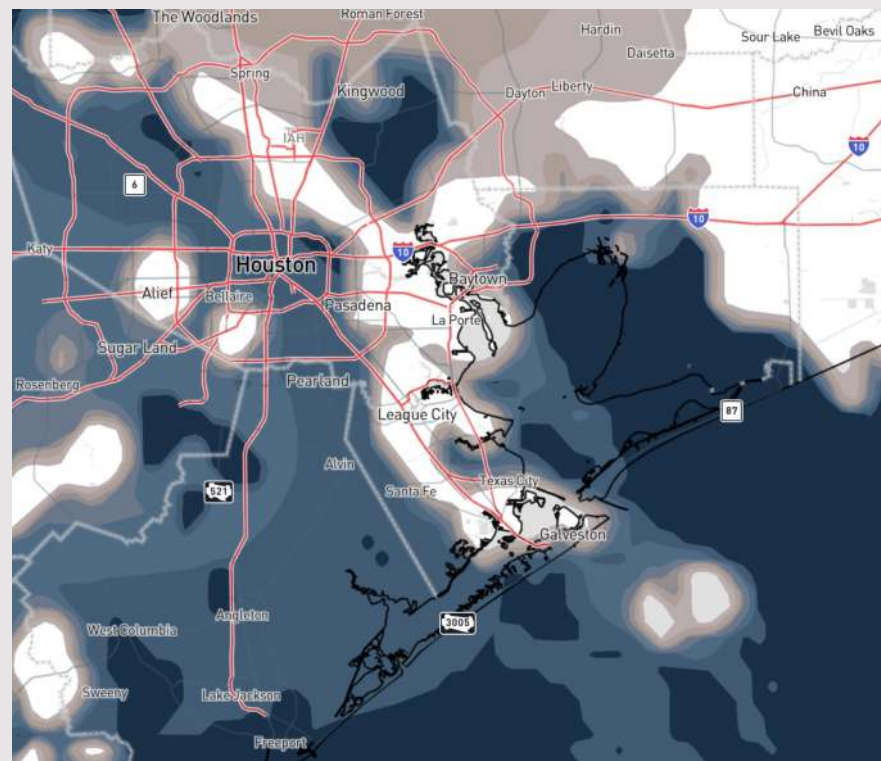 The Woodlands
Roman Forest
Hardin
Sour Lake
Bevil Oaks
Daisetta
Spring
Kingwood
Dayton
Liberty
China
IAH
10
6
10
10
Katy
Houston
Baytown
Alief
Bellaire
Pasadena
La Porte
Sugar Land
Rosenberg
Pearland
League City
87
Alvin
Texas City
Santa Fe
521
Galveston
Angleton
3005
West Columbia
Sweeny
Lake Jackson
Freeport